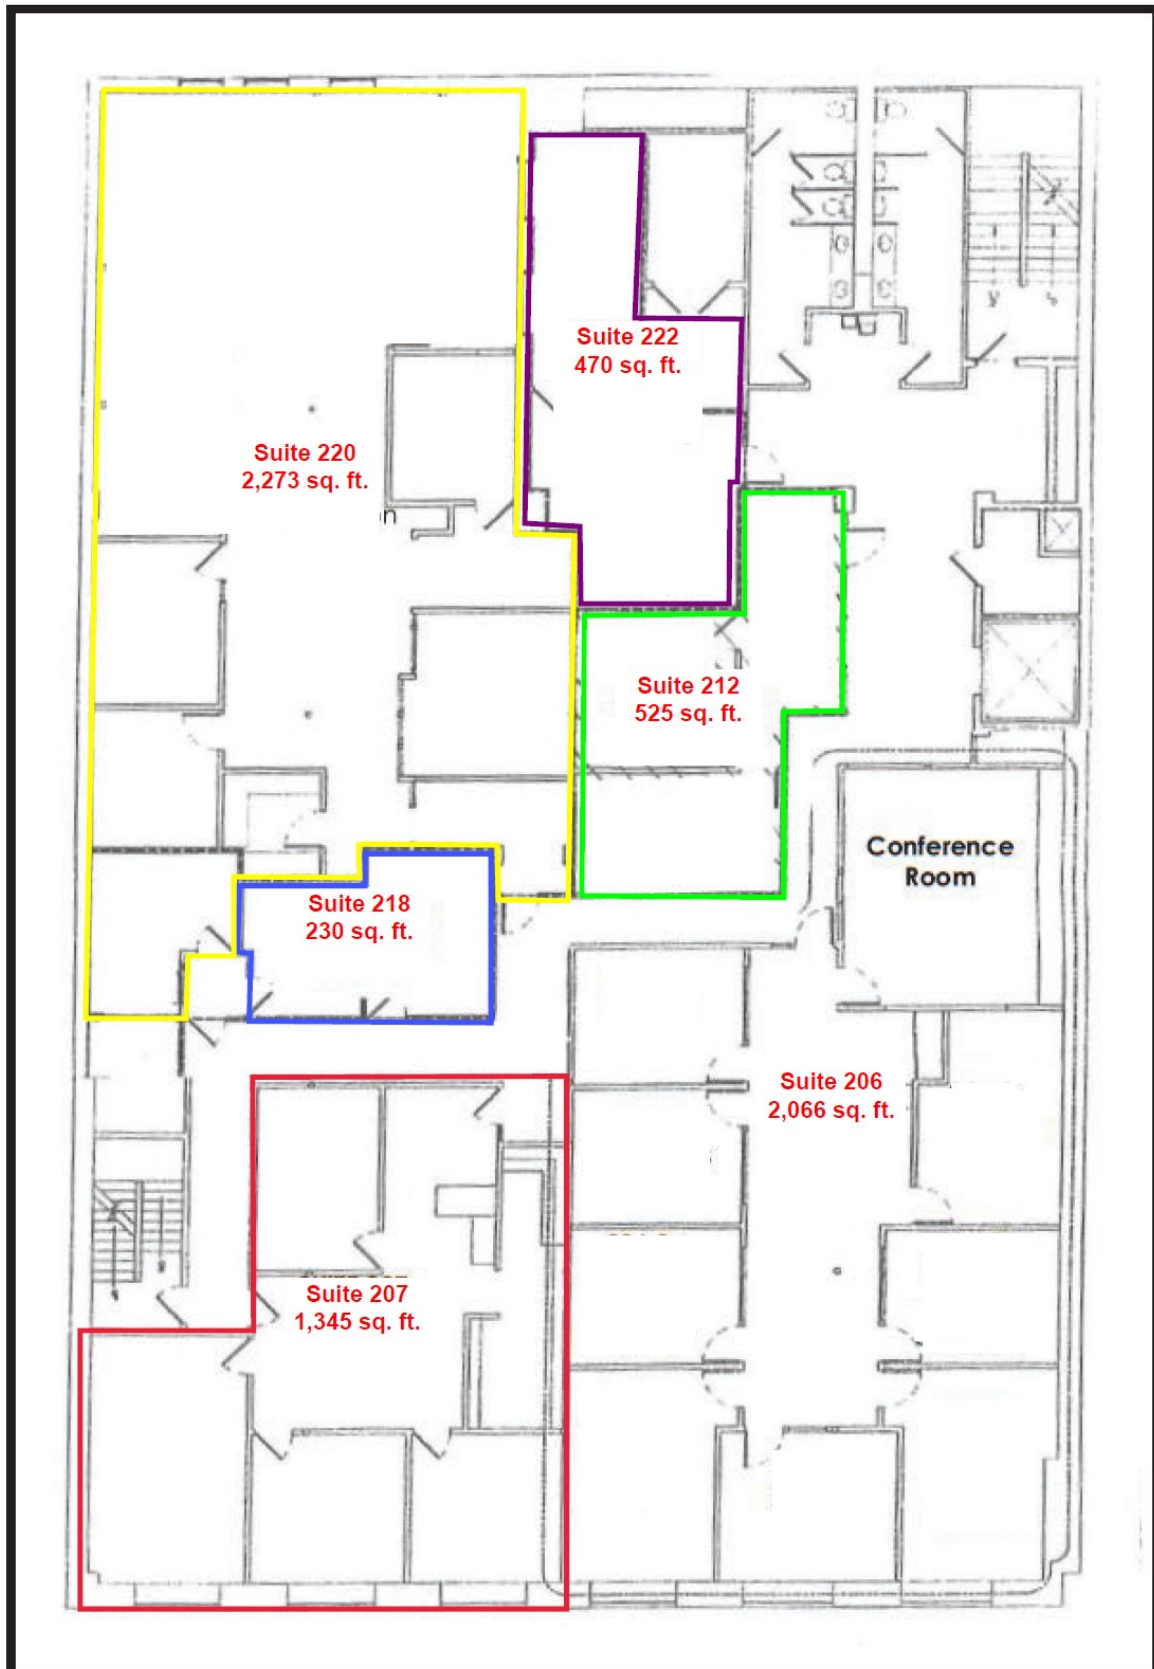 Suite 222
470 sq. ft.
Suite 220
2,273 sq. ft.
n
Suite 212
525 sq. ft.
Conference
Room
Suite 218
230 sq. ft.
Suite 206
2,066 sq. ft.
Suite 207
1,345 sq. ft.